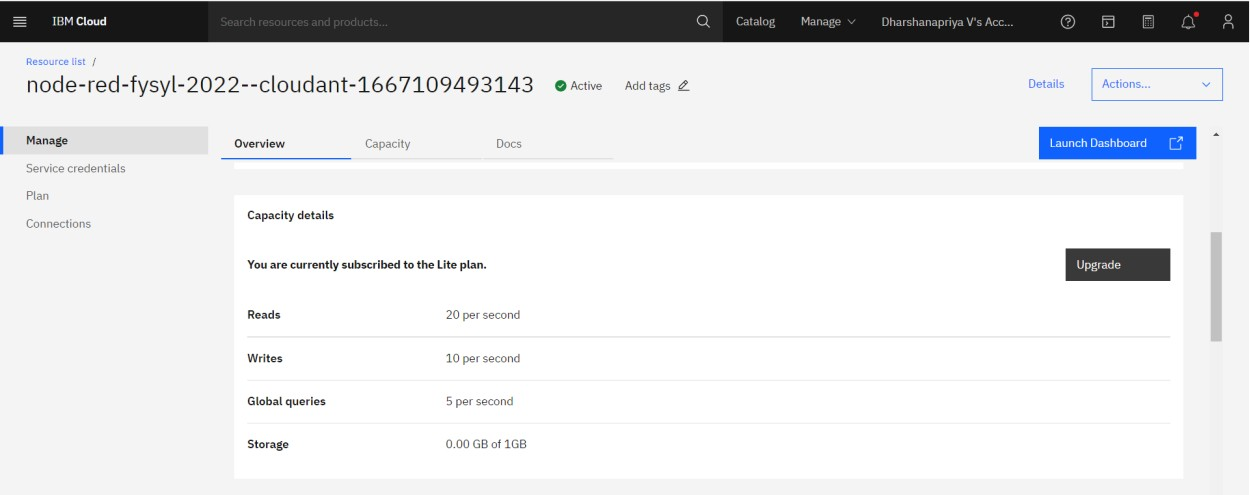 IBM Cloud
Search resources and products...
Catalog
Manage
Dharshanapriya V's Acc...
Resource list /
node-red-fysyl-2022--cloudant-1667109493143
Active
Add tags
Details
Actions...
Manage
Service credentials
Plan
Connections
Overview
Capacity
Docs
Launch Dashboard
Capacity details
You are currently subscribed to the Lite plan.
Upgrade
Reads 20 per second
Writes 10 per second
Global queries 5 per second
Storage 0.00 GB of 1GB